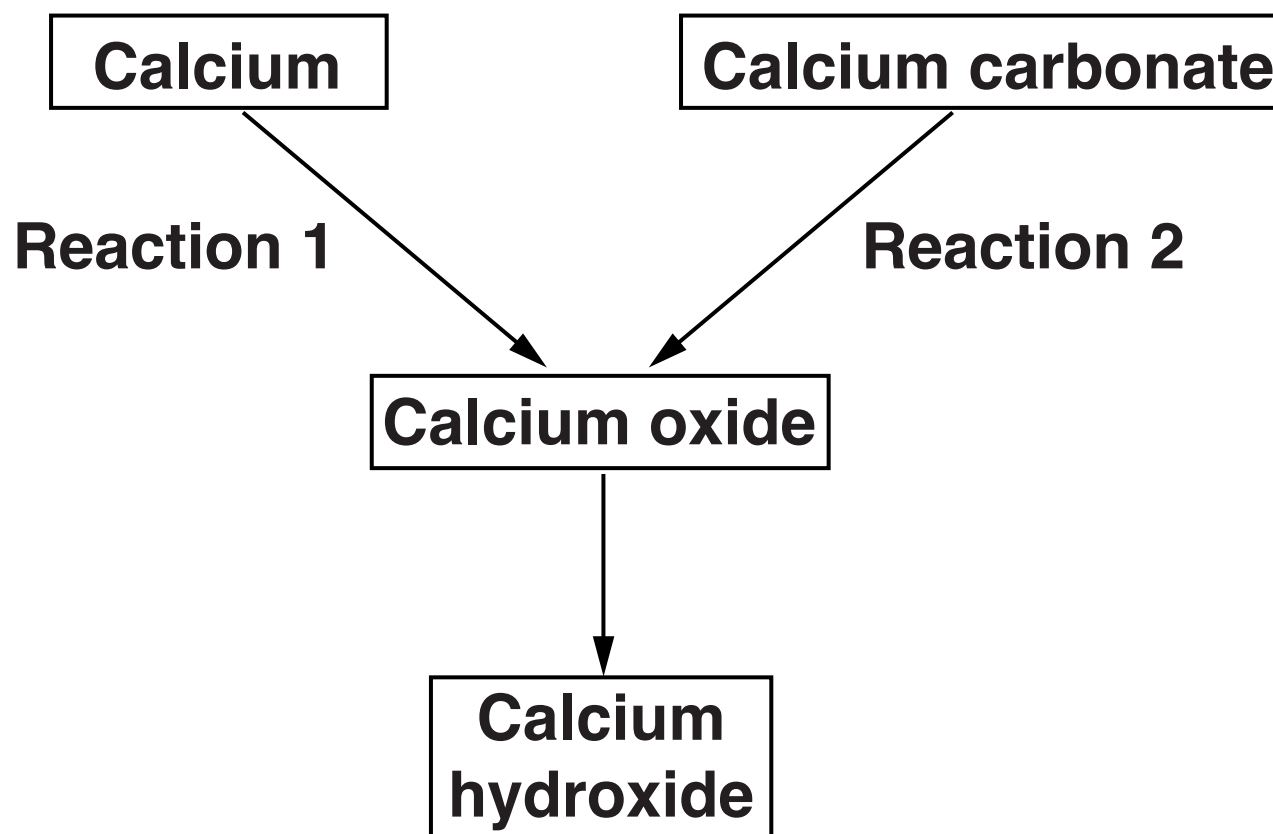 Calcium
Calcium carbonate
Reaction 1
Reaction 2
Calcium oxide
Calcium
hydroxide